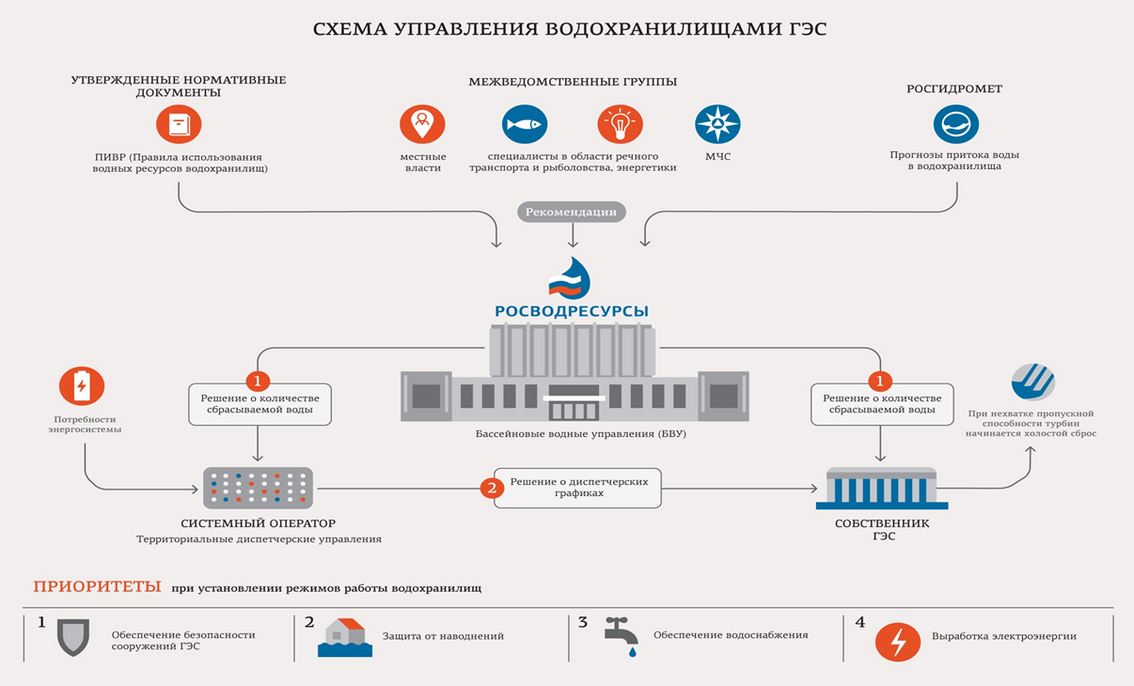 СХЕМА УПРАВЛЕНИЯ ВОДОХРАНИЛИЩАМИ ГЭС
УТВЕРЖДЕННЫЕ НОРМАТИВНЫЕ
ДОКУМЕНТЫ
ПИВР (Правила использования
водных ресурсов водохранилищ)
МЕЖВЕДОМСТВЕННЫЕ ГРУППЫ
местные
власти
специалисты в области речного
транспорта и рыболовства, энергетики
МЧС
РОСГИДРОМЕТ
Прогнозы притока воды
в водохранилища
Рекомендации
РОСВОДРЕСУРСЫ
Бассейновые водные управления (БВУ)
1
Решение о количестве
сбрасываемой воды
1
Решение о количестве
сбрасываемой воды
Потребности
энергосистемы
При нехватке пропускной
способности турбин
начинается холостой сброс
СИСТЕМНЫЙ ОПЕРАТОР
Территориальные диспетчерские управления
2
Решение о диспетчерских
графиках
СОБСТВЕННИК
ГЭС
ПРИОРИТЕТЫ при установлении режимов работы водохранилищ
1
Обеспечение безопасности
сооружений ГЭС
2
Защита от наводнений
3
Обеспечение водоснабжения
4
Выработка электроэнергии